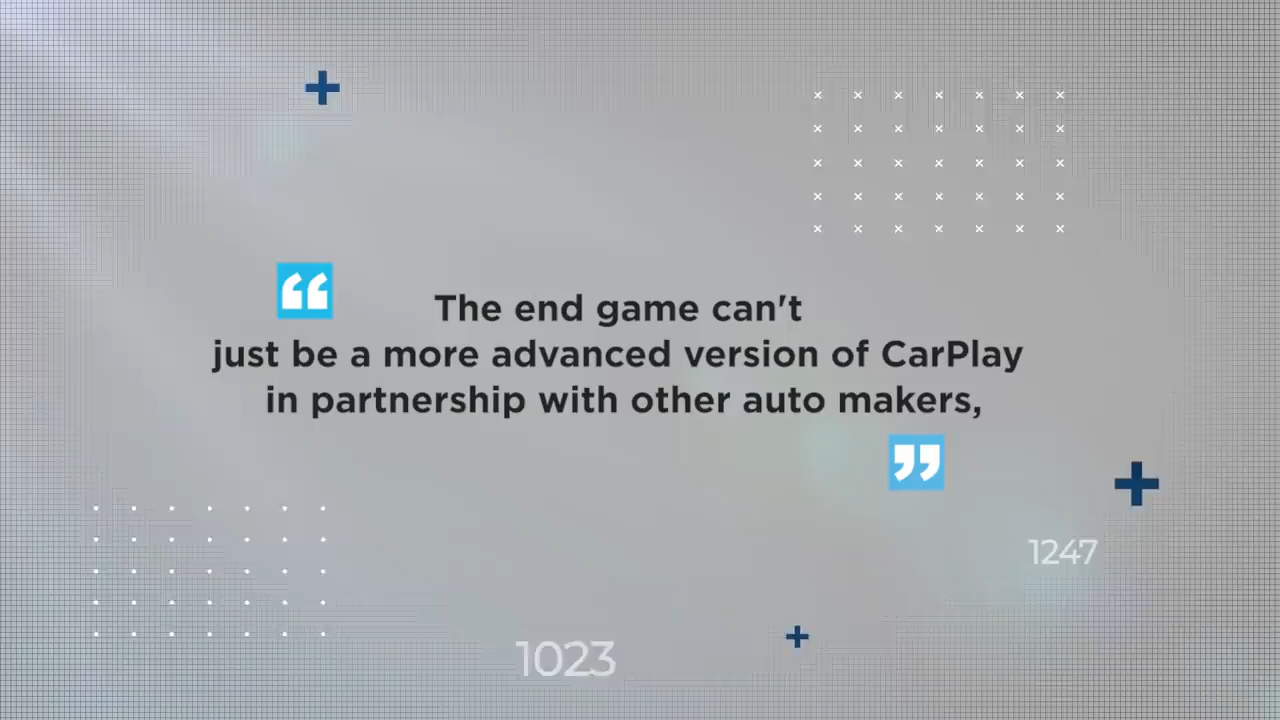 “
The end game can't
just be a more advanced version of CarPlay
in partnership with other auto makers,
”
1247
1023